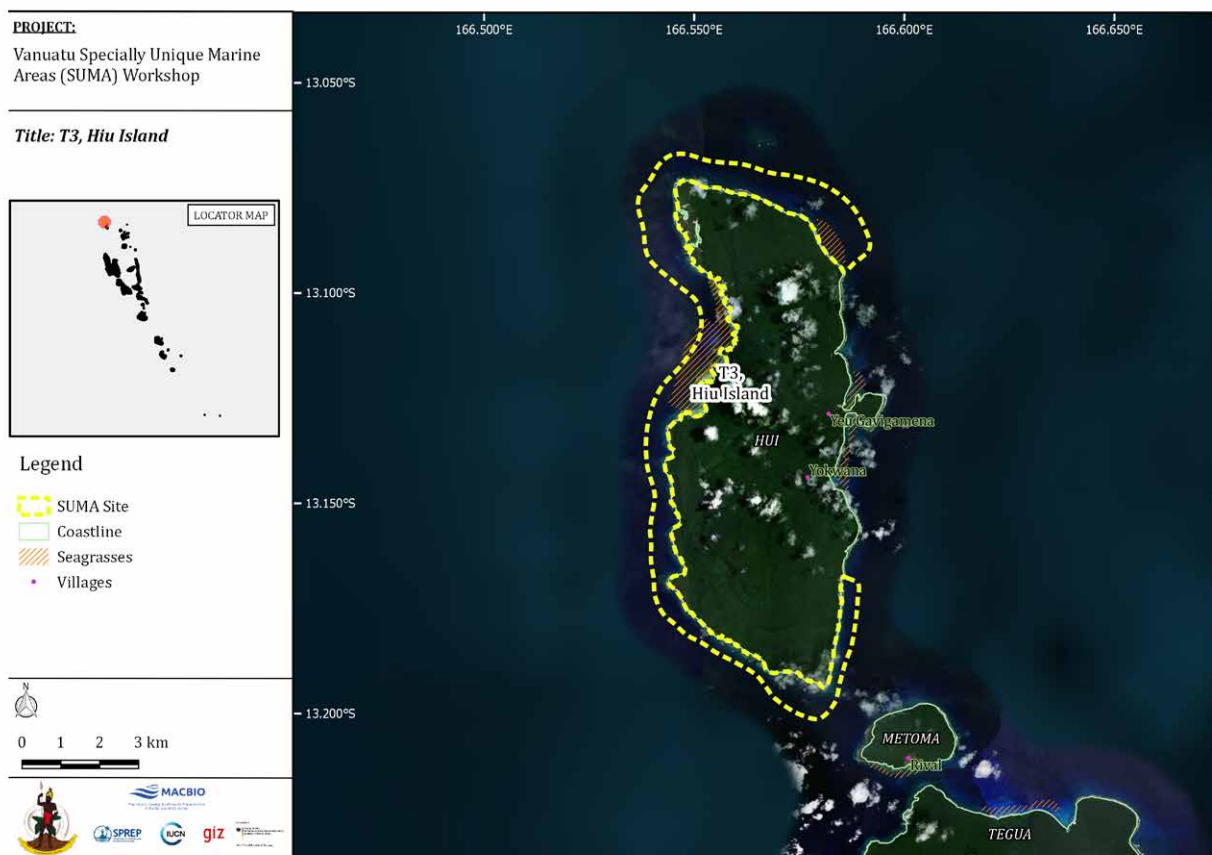 PROJECT:
Vanuatu Specially Unique Marine
Areas (SUMA) Workshop
Title: T3, Hiu Island
LOCATOR MAP
Legend
SUMA Site
Coastline
Seagrasses
Villages
N
0 1 2 3 km
MACBIO
SPREP
IUCN
giz
166.500°E
166.550°E
166.600°E
166.650°E
13.050°S
13.100°S
13.150°S
13.200°S
T3,
Hiu Island
HUI
Yeu Gavigamena
Yokwana
METOMA
Rival
TEGUA